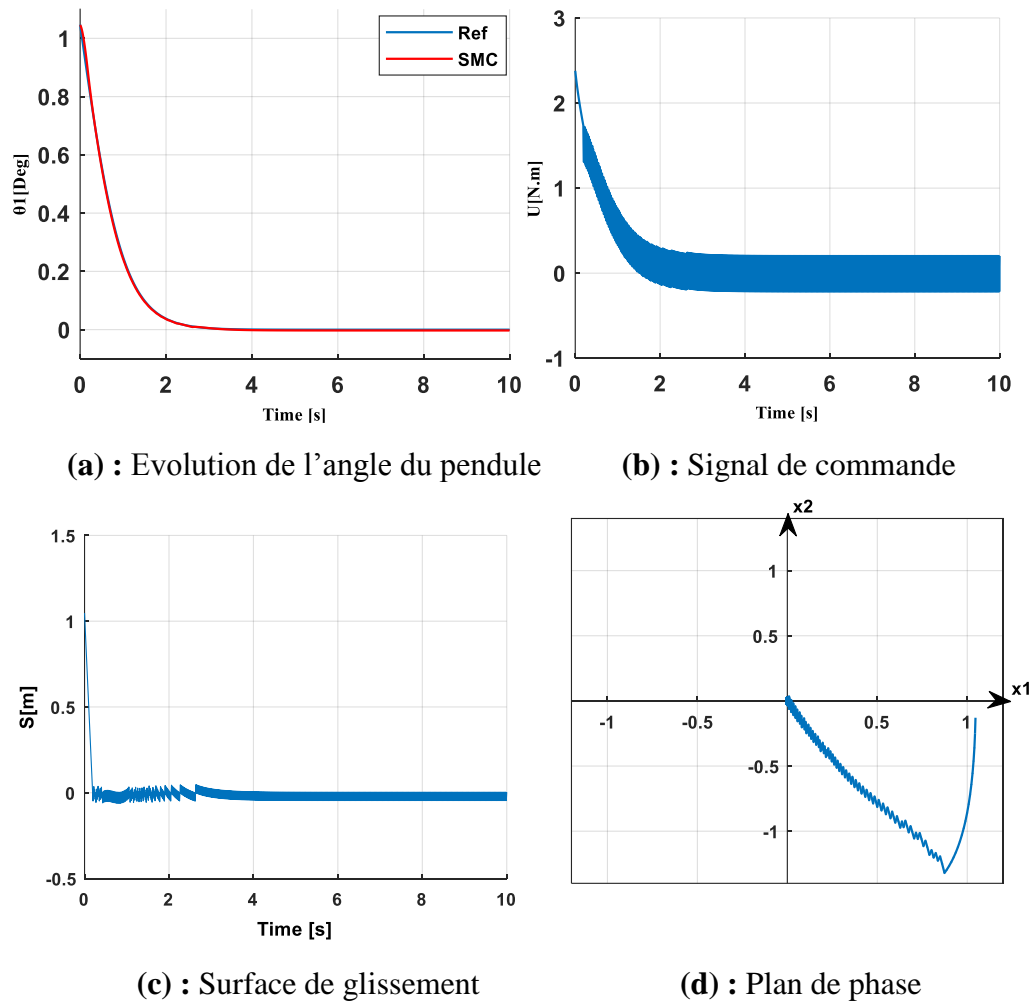 Ref
SMC
1
0.8
0.6
0.4
0.2
0
θ1[Deg]
0 2 4 6 8 10
Time [s]
3
2
1
0
-1
U[N.m]
0 2 4 6 8 10
Time [s]
(a) : Evolution de l’angle du pendule
(b) : Signal de commande
1.5
1
0.5
0
-0.5
S[m]
0 2 4 6 8 10
Time [s]
x2
1
0.5
x1
-1 -0.5 0.5 1
-0.5
-1
(c) : Surface de glissement
(d) : Plan de phase